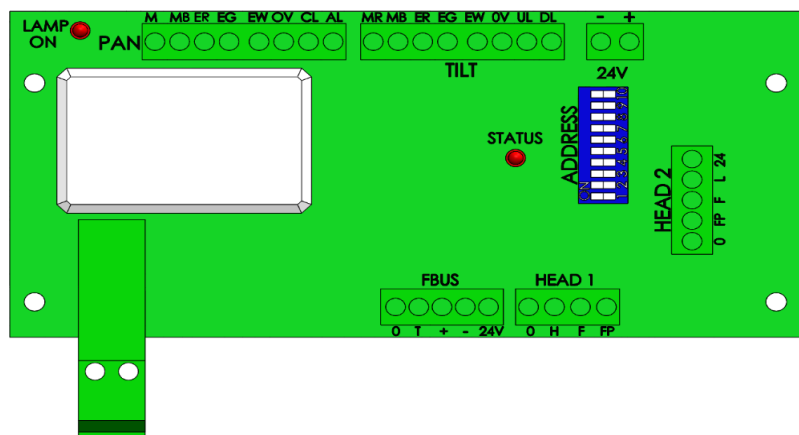 LAMP
ON
PAN
M MB ER EG EW OV CL AL
MR MB ER EG EW 0V UL DL
TILT
- +
24V
STATUS
ADDRESS
ON
1 2 3 4 5 6 7 8 9 10
HEAD 2
0 FP F L 24
FBUS
0 T + - 24V
HEAD 1
0 H F FP